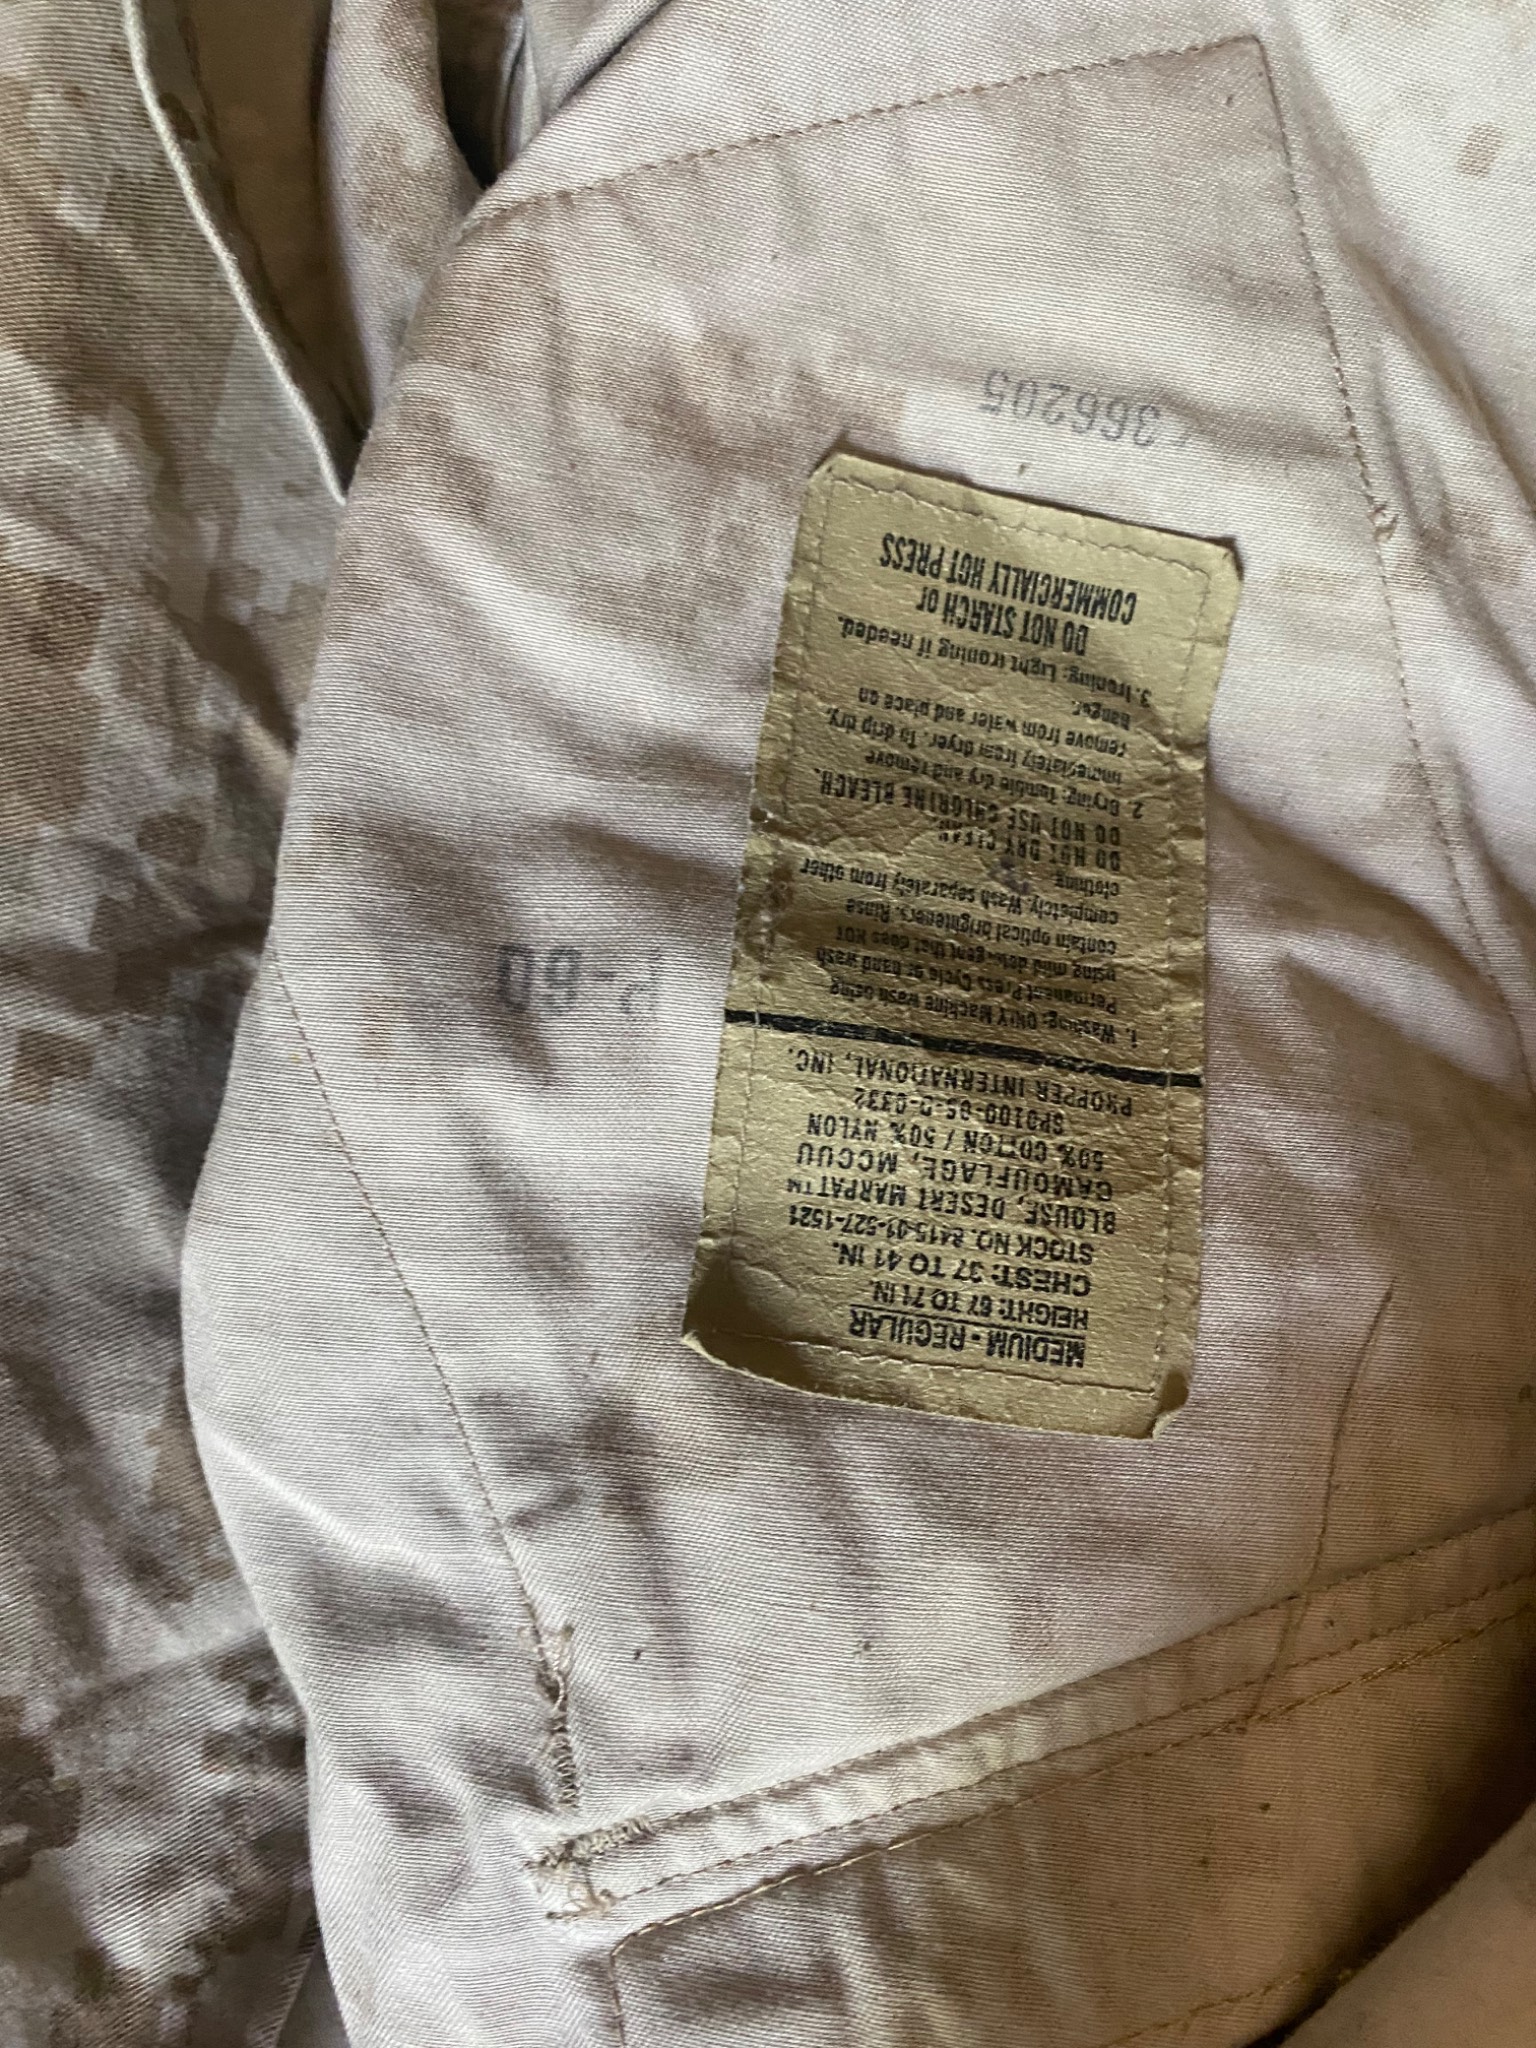 MEDIUM - REGULAR
HEIGHT: 67 TO 71 IN.
CHEST: 37 TO 41 IN.
STOCK NO. 8415-01-527-1521
BLOUSE, DESERT MARPAT™
CAMOUFLAGE, MCCUU
50% COTTON / 50% NYLON
SP0100-05-D-0332
PROPPER INTERNATIONAL, INC.
1. Washing: ONLY Machine wash using
Permanent Press Cycle or hand wash
using mild detergent that does NOT
contain optical brighteners. Rinse
completely. Wash separately from other
clothing.
DO NOT DRY CLEAN.
DO NOT USE CHLORINE BLEACH.
2. Drying: Tumble dry and remove
immediately from dryer. To drip dry,
remove from water and place on
hanger.
3. Ironing: Light ironing if needed.
DO NOT STARCH or
COMMERCIALLY HOT PRESS
366205